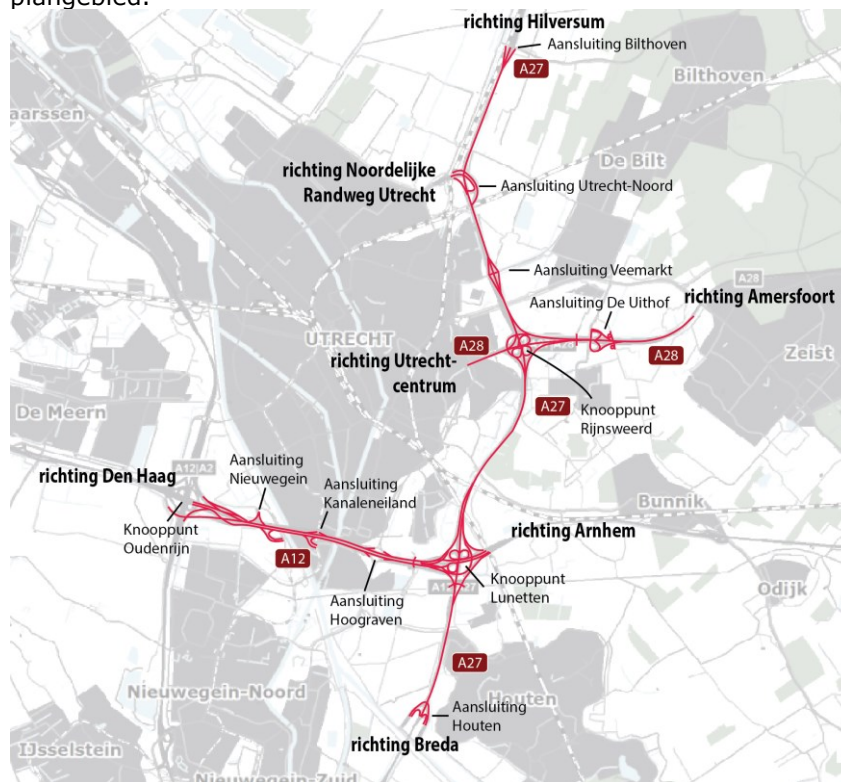 plangebied.
richting Hilversum
Aansluiting Bilthoven
A27
Bilthoven
aarssen
De Bilt
richting Noordelijke
Randweg Utrecht
Aansluiting Utrecht-Noord
Aansluiting Veemarkt
A28
Aansluiting De Uithof
richting Amersfoort
UTRECHT
A28
richting Utrecht-
centrum
A28
Zeist
A27
Knooppunt
Rijnsweerd
De Meern
richting Den Haag
A12 A2
Aansluiting
Nieuwegein
Aansluiting
Kanaleneiland
Bunnik
Knooppunt
Oudenrijn
richting Arnhem
A12
Knooppunt
Lunetten
Odijk
Aansluiting
Hoograven
A27
Nieuwegein-Noord
Houten
Aansluiting
Houten
richting Breda
IJsselstein
Nieuwegein-Zuid